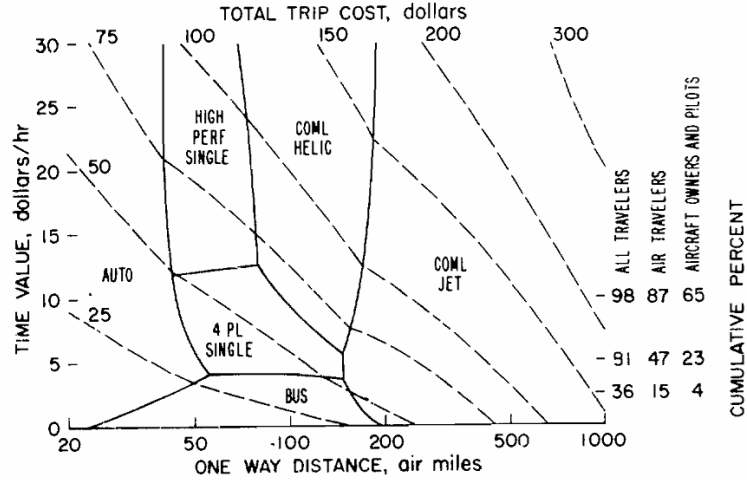 TOTAL TRIP COST, dollars
75
100
150
200
300
30
25
20
15
10
5
0
TIME VALUE, dollars/hr
50
25
AUTO
HIGH
PERF
SINGLE
COML
HELIC
4 PL
SINGLE
BUS
COML
JET
ALL TRAVELERS
AIR TRAVELERS
AIRCRAFT OWNERS AND PILOTS
98 87 65
91 47 23
36 15 4
CUMULATIVE PERCENT
20 50 100 200 500 1000
ONE WAY DISTANCE, air miles